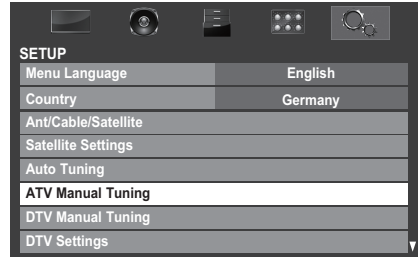 SETUP
Menu Language English
Country Germany
Ant/Cable/Satellite
Satellite Settings
Auto Tuning
ATV Manual Tuning
DTV Manual Tuning
DTV Settings